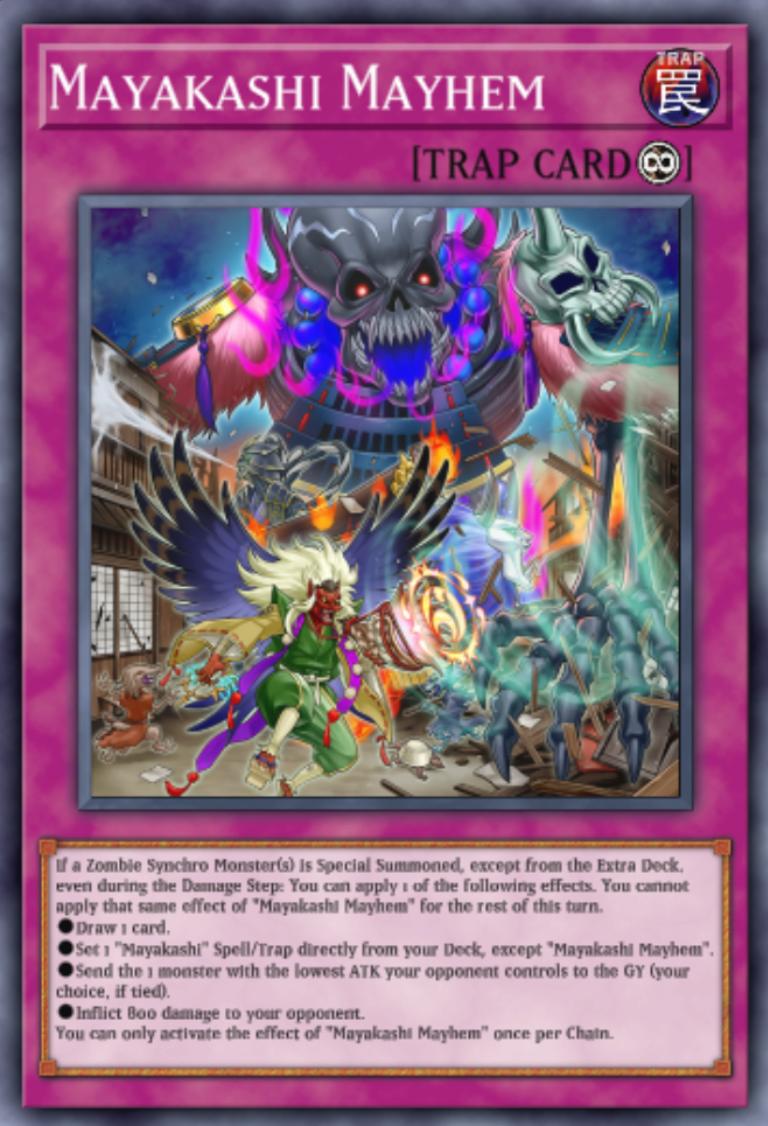 Mayakashi Mayhem
TRAP
罠
[TRAP CARD ∞]
If a Zombie Synchro Monster(s) is Special Summoned, except from the Extra Deck,
even during the Damage Step: You can apply 1 of the following effects. You cannot
apply that same effect of "Mayakashi Mayhem" for the rest of this turn.
●Draw 1 card.
●Set 1 "Mayakashi" Spell/Trap directly from your Deck, except "Mayakashi Mayhem".
●Send the 1 monster with the lowest ATK your opponent controls to the GY (your
choice, if tied).
●Inflict 800 damage to your opponent.
You can only activate the effect of "Mayakashi Mayhem" once per Chain.